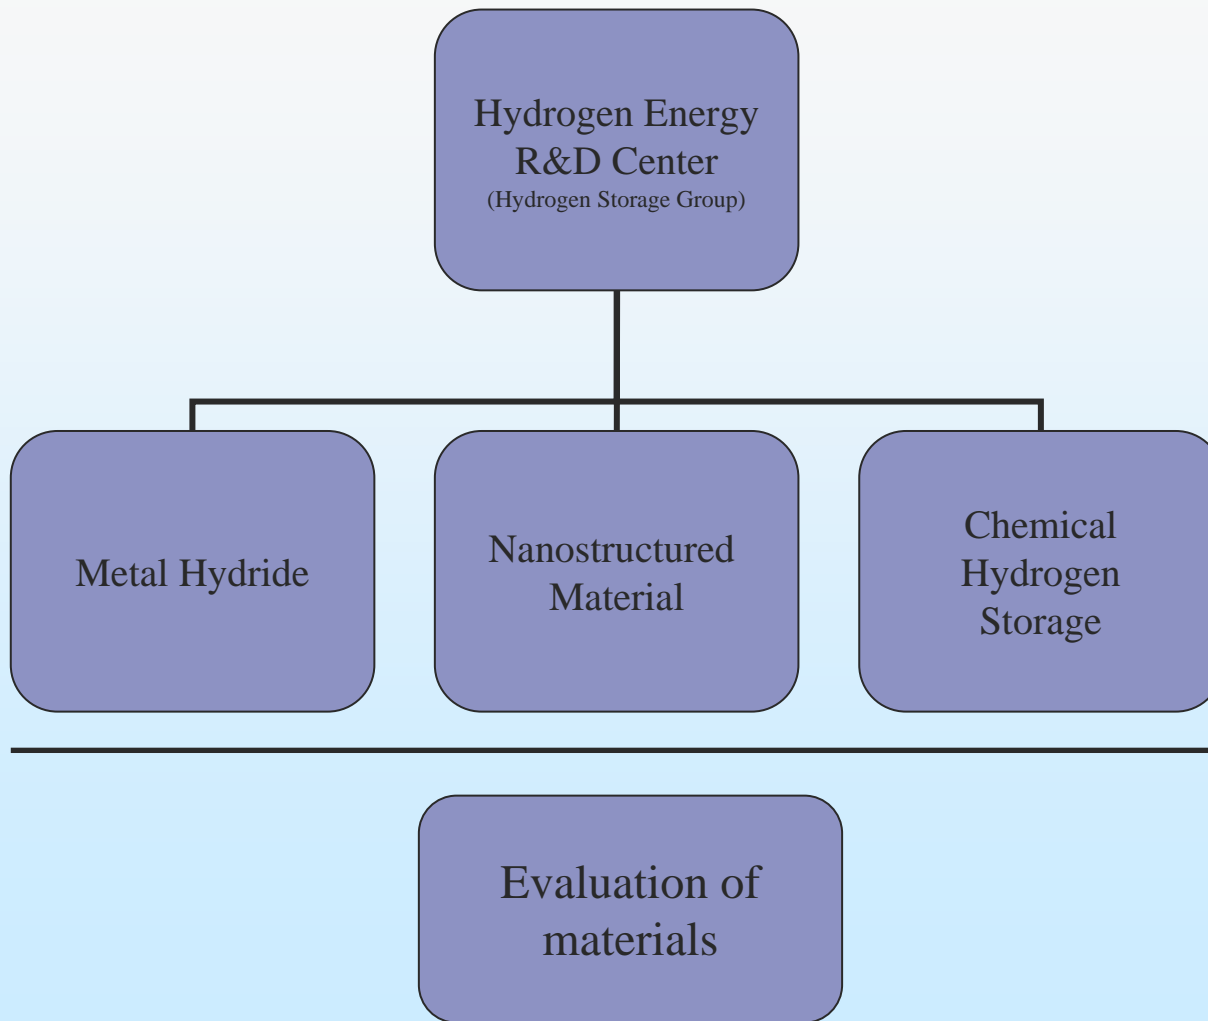 Hydrogen Energy
R&D Center
(Hydrogen Storage Group)
Metal Hydride
Nanostructured
Material
Chemical
Hydrogen
Storage
Evaluation of
materials